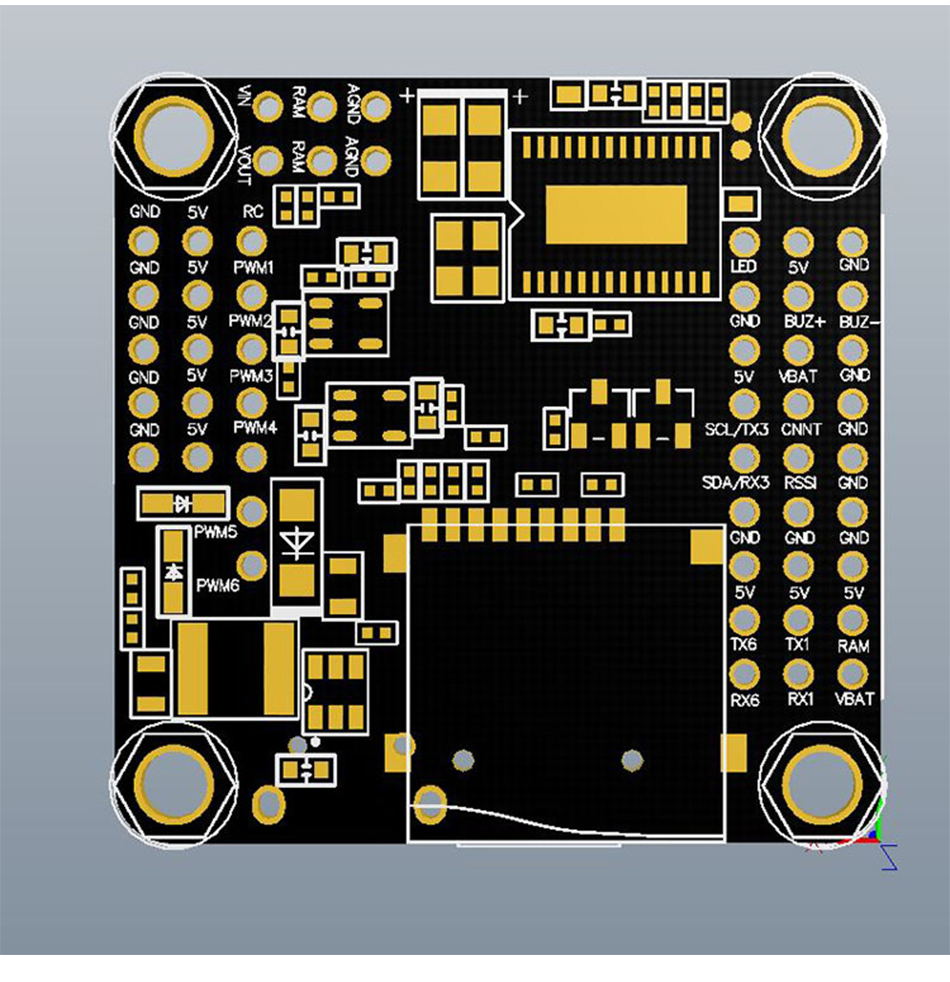 VIN RAM AGND
VOUT RAM AGND
+ +
GND 5V RC
GND 5V PWM1
GND 5V PWM2
GND 5V PWM3
GND 5V PWM4
PWM5
PWM6
LED 5V GND
GND BUZ+ BUZ-
5V VBAT GND
SCL/TX3 CNNT GND
SDA/RX3 RSSI GND
GND GND GND
5V 5V 5V
TX6 TX1 RAM
RX6 RX1 VBAT
Z